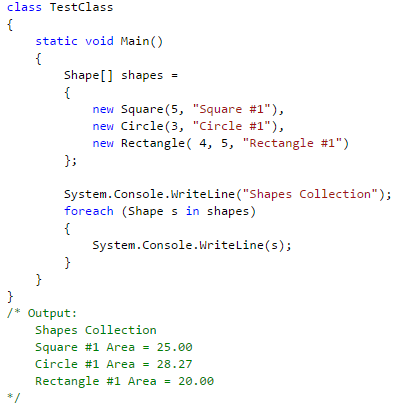 class TestClass
{
    static void Main()
    {
        Shape[] shapes =
        {
            new Square(5, "Square #1"),
            new Circle(3, "Circle #1"),
            new Rectangle( 4, 5, "Rectangle #1")
        };

        System.Console.WriteLine("Shapes Collection");
        foreach (Shape s in shapes)
        {
            System.Console.WriteLine(s);
        }
    }
}
/* Output:
    Shapes Collection
    Square #1 Area = 25.00
    Circle #1 Area = 28.27
    Rectangle #1 Area = 20.00
*/